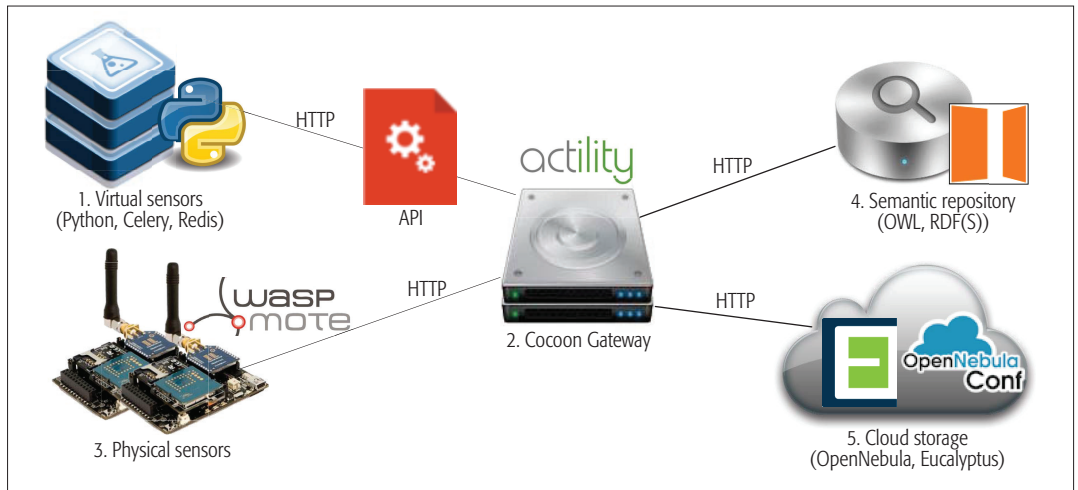 HTTP
actility
HTTP
1. Virtual sensors
(Python, Celery, Redis)
API
4. Semantic repository
(OWL, RDF(S))
wasp
mote
HTTP
HTTP
2. Cocoon Gateway
OpenNebula
Conf
3. Physical sensors
5. Cloud storage
(OpenNebula, Eucalyptus)